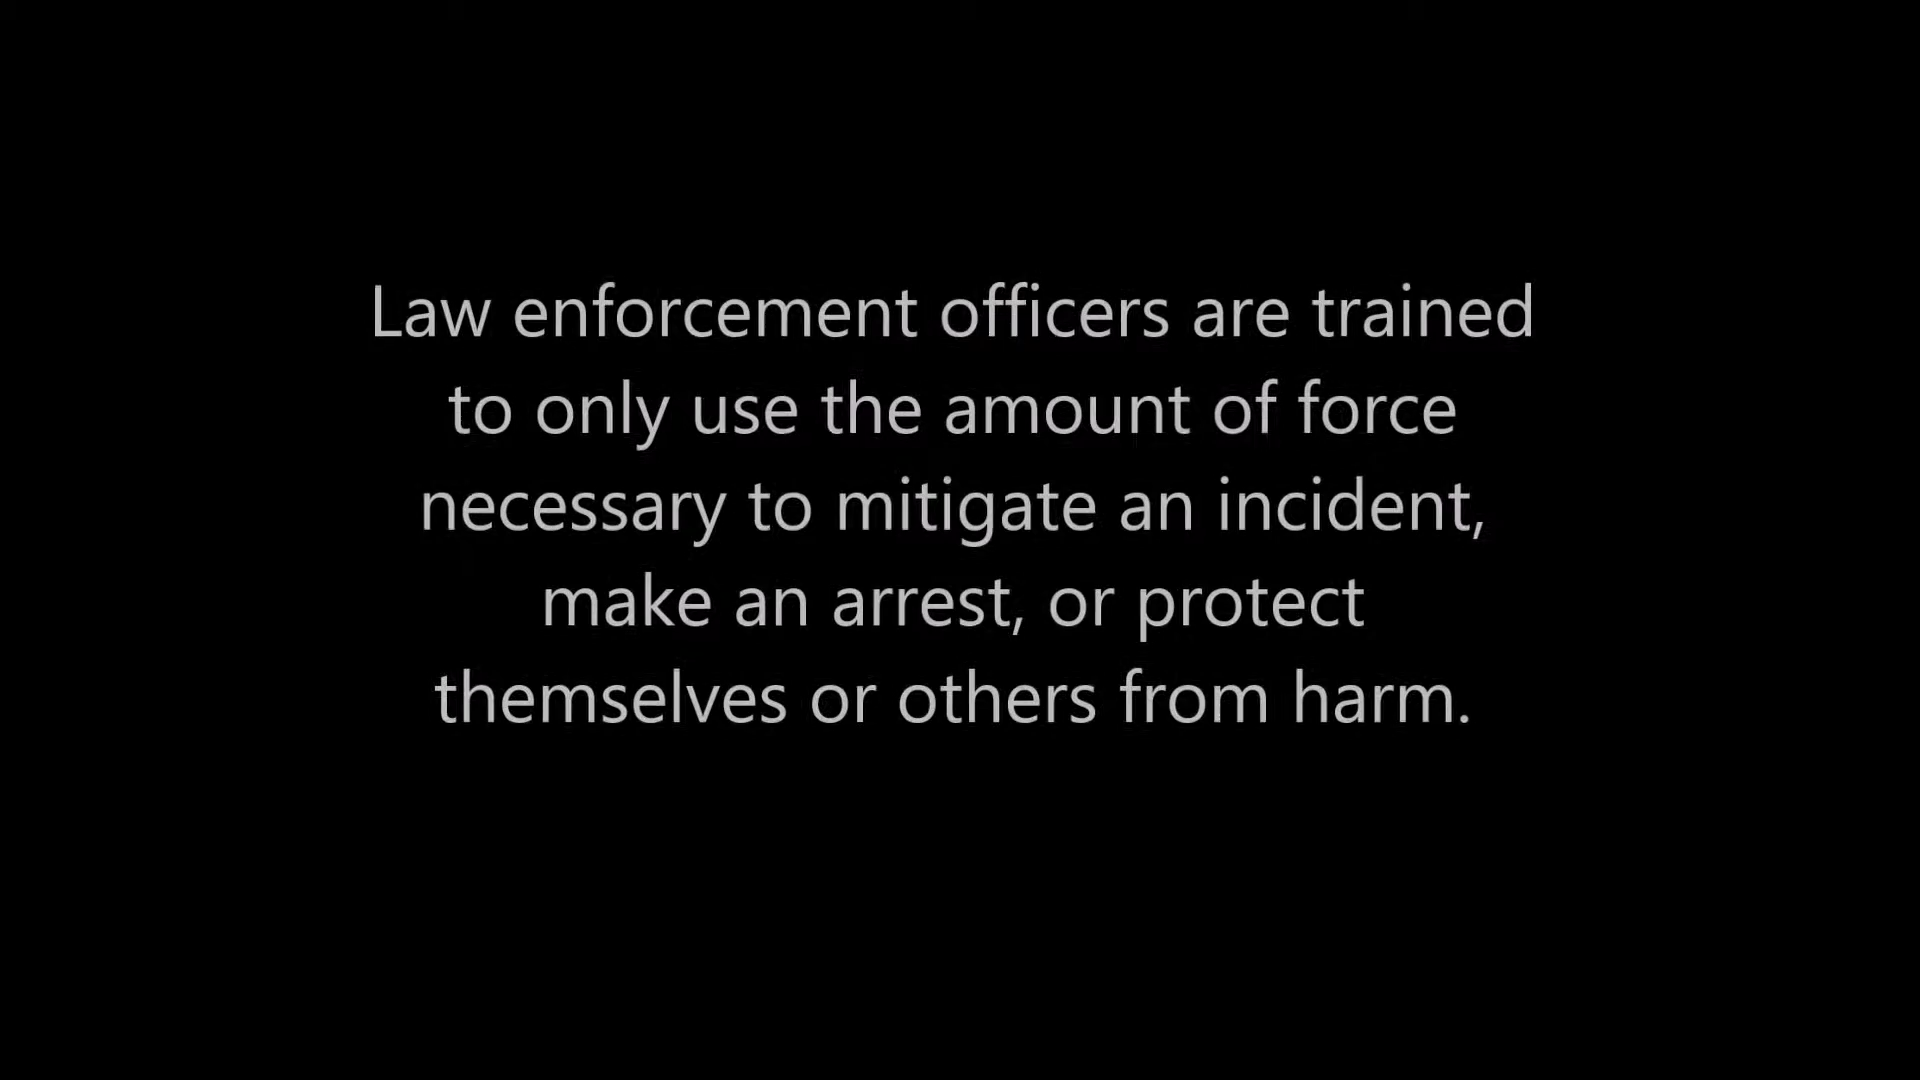 Law enforcement officers are trained
to only use the amount of force
necessary to mitigate an incident,
make an arrest, or protect
themselves or others from harm.